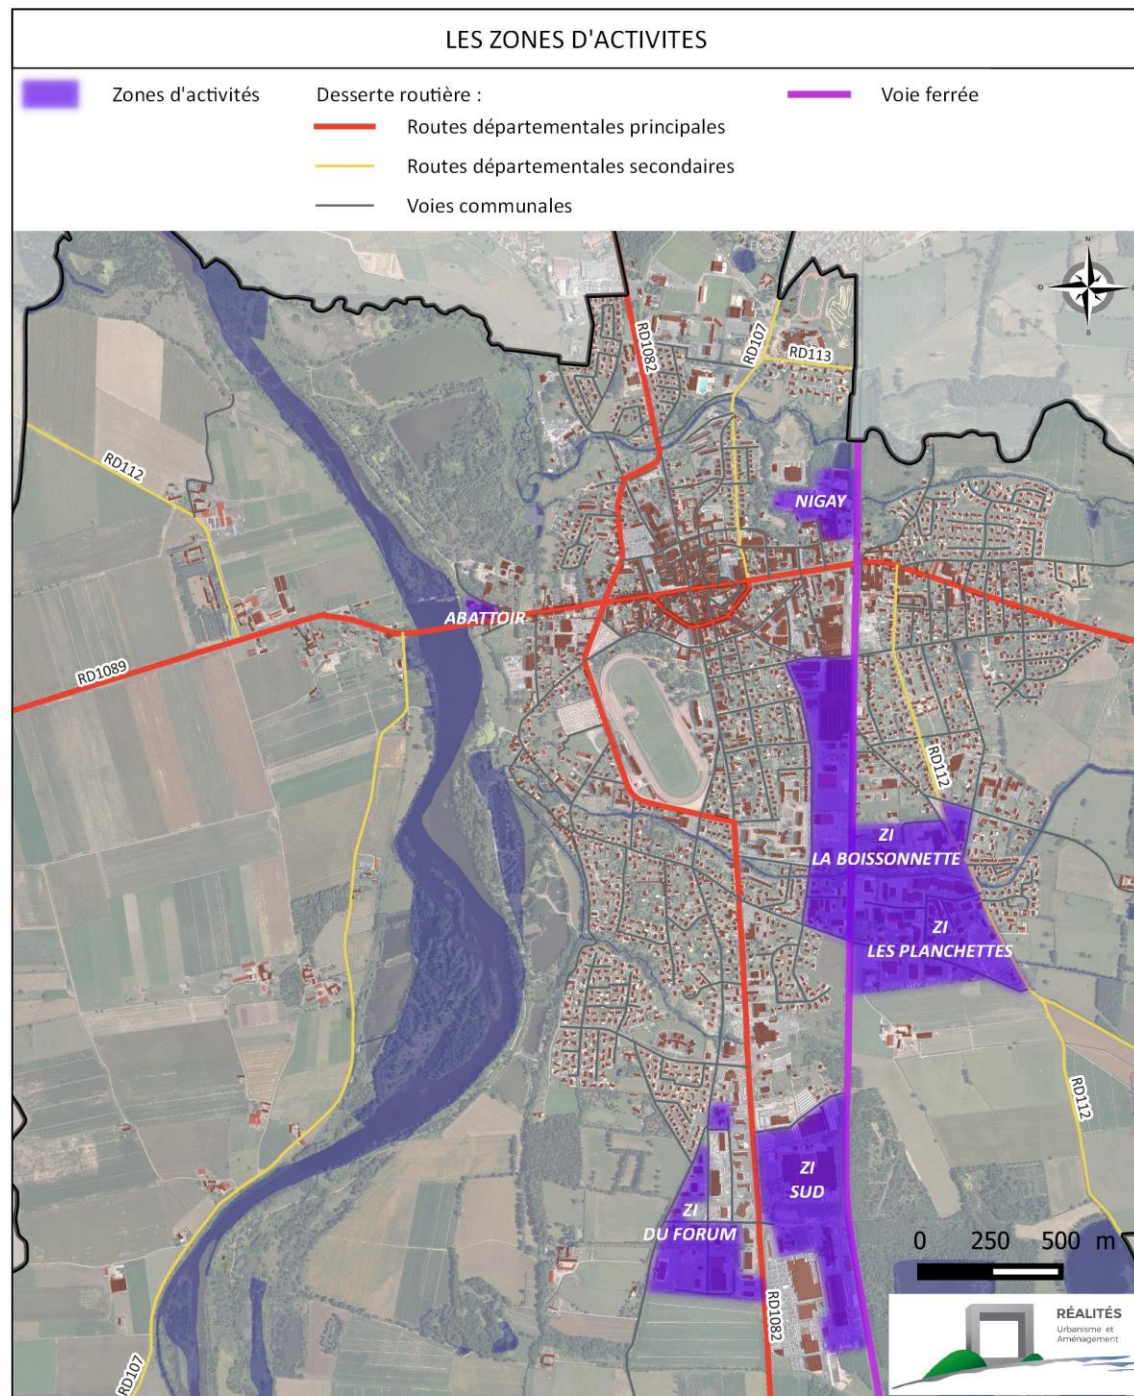 LES ZONES D'ACTIVITES
Zones d'activités
Desserte routière :
Voie ferrée
Routes départementales principales
Routes départementales secondaires
Voies communales
N
O
S
RD1082
RD107
RD113
RD112
NIGAY
ABATTOIR
RD1089
RD112
ZI
LA BOISSONNETTE
ZI
LES PLANCHETTES
RD112
ZI
SUD
ZI
DU FORUM
0 250 500 m
RD1082
RD107
RÉALITÉS
Urbanisme et
Aménagement